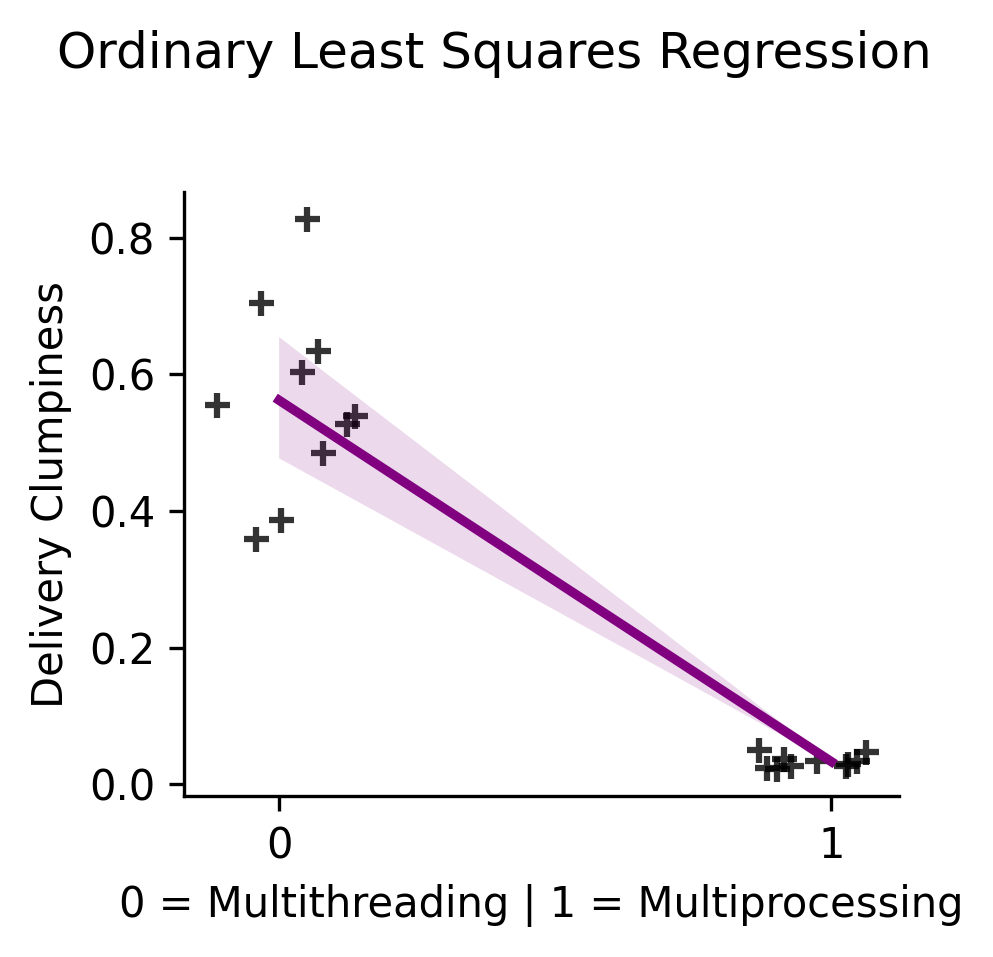 Ordinary Least Squares Regression
Delivery Clumpiness
0.8
0.6
0.4
0.2
0.0
0 1
0 = Multithreading | 1 = Multiprocessing